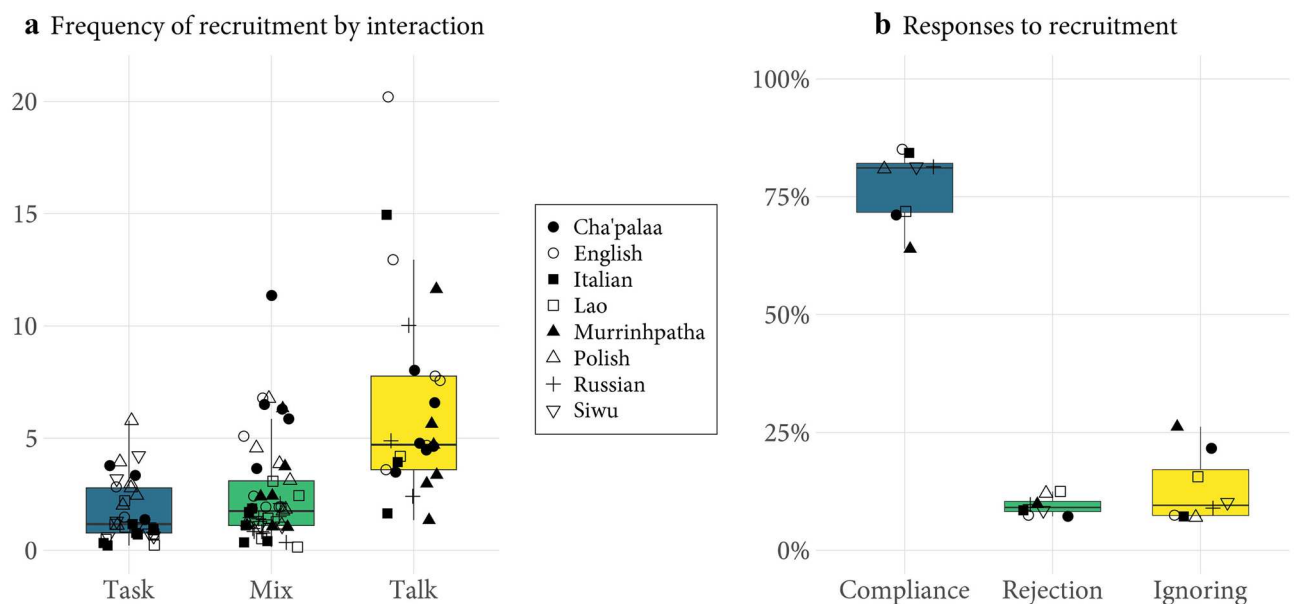 a Frequency of recruitment by interaction
20
15
10
5
0
Task Mix Talk
Cha'palaa
English
Italian
Lao
Murrinhpatha
Polish
Russian
Siwu
b Responses to recruitment
100%
75%
50%
25%
0%
Compliance Rejection Ignoring